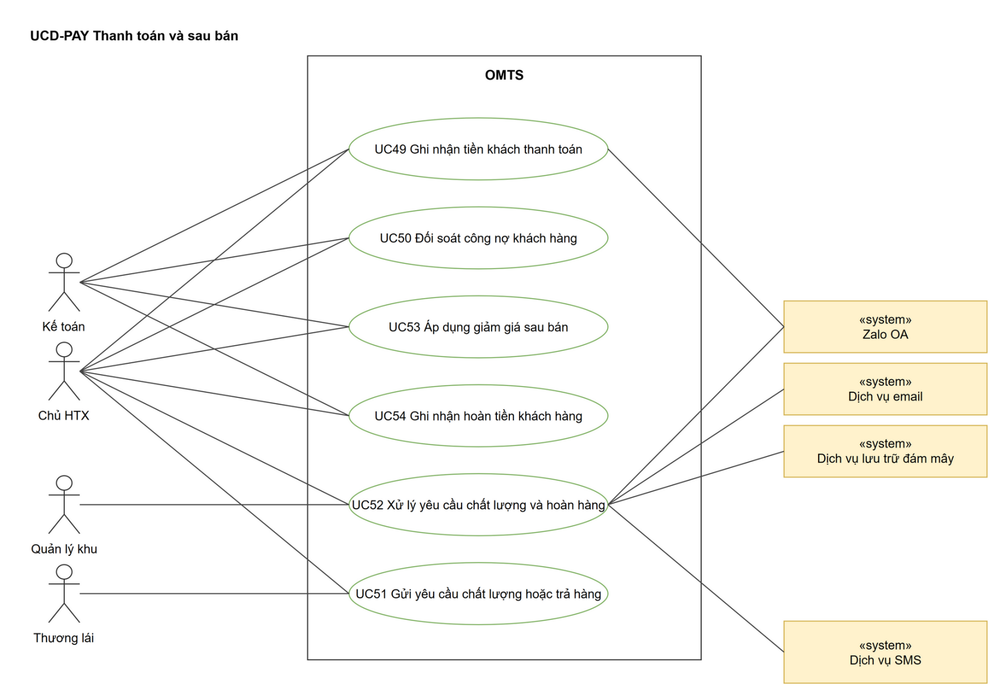 UCD-PAY Thanh toán và sau bán
OMTS
UC49 Ghi nhận tiền khách thanh toán
UC50 Đối soát công nợ khách hàng
UC53 Áp dụng giảm giá sau bán
UC54 Ghi nhận hoàn tiền khách hàng
UC52 Xử lý yêu cầu chất lượng và hoàn hàng
UC51 Gửi yêu cầu chất lượng hoặc trả hàng
Kế toán
Chủ HTX
Quản lý khu
Thương lái
«system»
Zalo OA
«system»
Dịch vụ email
«system»
Dịch vụ lưu trữ đám mây
«system»
Dịch vụ SMS